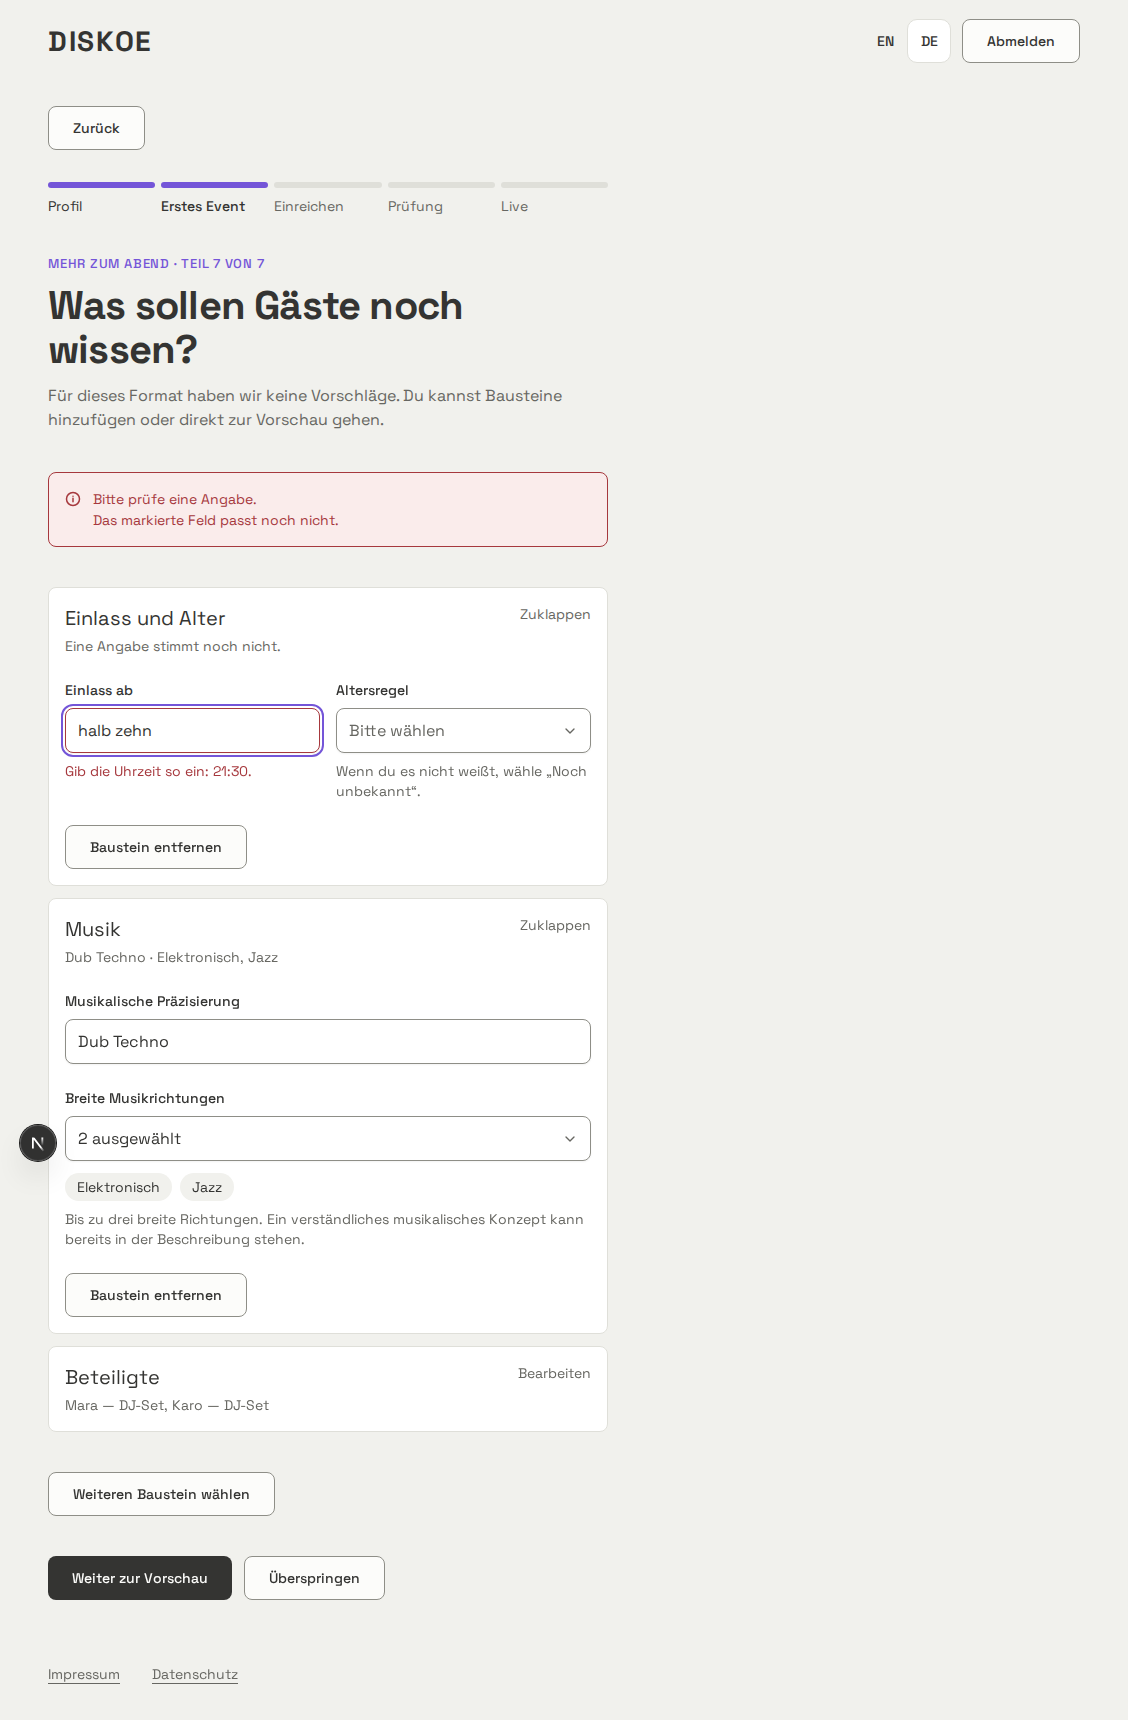 DISKOE
EN DE Abmelden
Zurück
Profil Erstes Event Einreichen Prüfung Live
MEHR ZUM ABEND · TEIL 7 VON 7
Was sollen Gäste noch
wissen?
Für dieses Format haben wir keine Vorschläge. Du kannst Bausteine
hinzufügen oder direkt zur Vorschau gehen.
Bitte prüfe eine Angabe.
Das markierte Feld passt noch nicht.
Einlass und Alter Zuklappen
Eine Angabe stimmt noch nicht.
Einlass ab Altersregel
halb zehn Bitte wählen
Gib die Uhrzeit so ein: 21:30. Wenn du es nicht weißt, wähle „Noch
unbekannt“.
Baustein entfernen
Musik Zuklappen
Dub Techno · Elektronisch, Jazz
Musikalische Präzisierung
Dub Techno
Breite Musikrichtungen
N 2 ausgewählt
Elektronisch Jazz
Bis zu drei breite Richtungen. Ein verständliches musikalisches Konzept kann
bereits in der Beschreibung stehen.
Baustein entfernen
Beteiligte Bearbeiten
Mara — DJ-Set, Karo — DJ-Set
Weiteren Baustein wählen
Weiter zur Vorschau Überspringen
Impressum Datenschutz